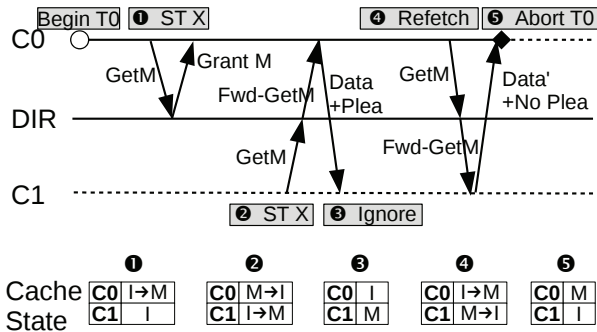 Begin T0 ❶ ST X ❹ Refetch ❺ Abort T0
C0
GetM Grant M Fwd-GetM Data
+Plea GetM Data'
+No Plea
DIR
GetM Fwd-GetM
C1
❷ ST X ❸ Ignore
❶ ❷ ❸ ❹ ❺
Cache C0 I→M C0 M→I C0 I C0 I→M C0 M
State C1 I C1 I→M C1 M C1 M→I C1 I